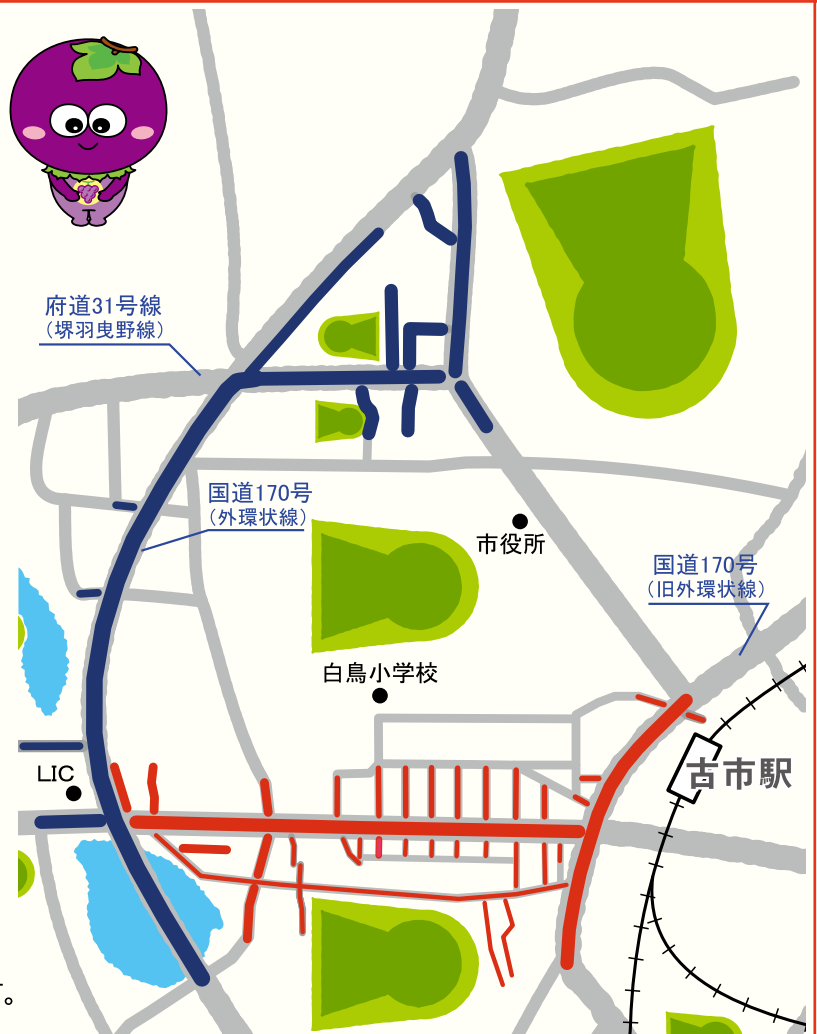 府道31号線
（堺羽曳野線）
国道170号
（外環状線）
市役所
国道170号
（旧外環状線）
白鳥小学校
古市駅
LIC
。